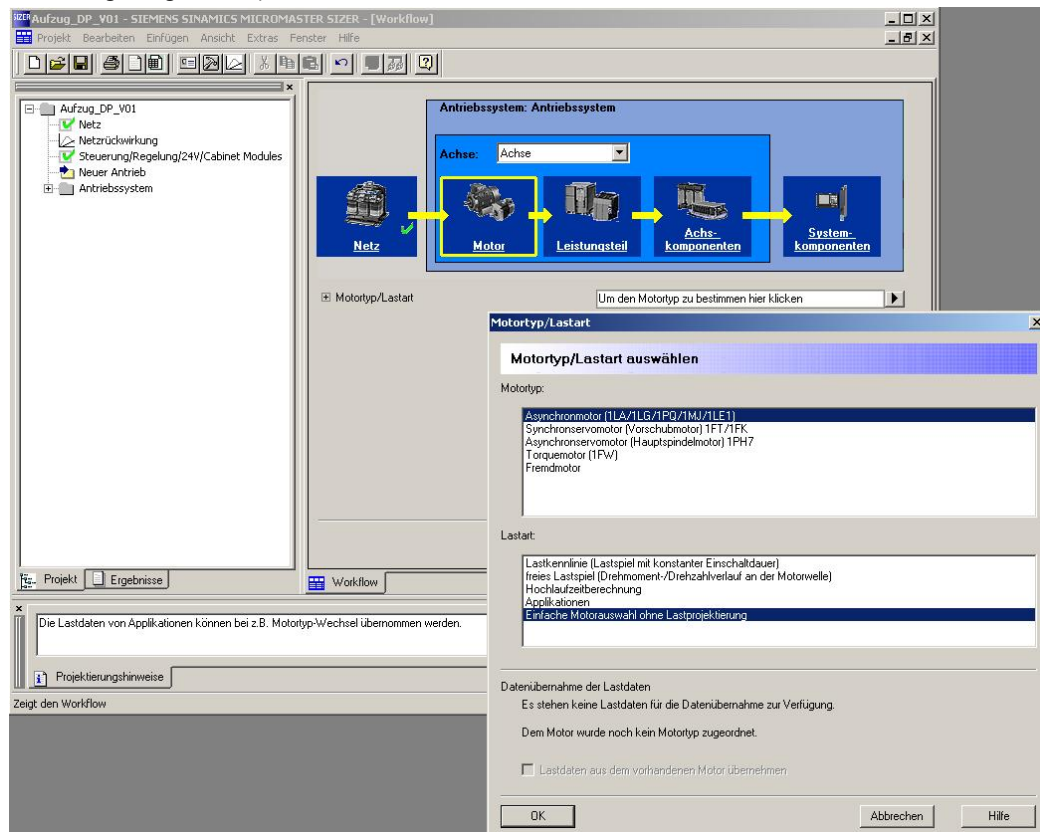 Aufzug_DP_V01 - SIEMENS SINAMICS MICROMASTER SIZER - [Workflow]
Projekt Bearbeiten Einfügen Ansicht Extras Fenster Hilfe
Aufzug_DP_V01
Netz
Netzrückwirkung
Steuerung/Regelung/24V/Cabinet Modules
Neuer Antrieb
Antriebssystem
Projekt
Ergebnisse
Antriebssystem: Antriebssystem
Achse: Achse
Netz
Motor
Leistungsteil
Achs-
komponenten
System-
komponenten
Motortyp/Lastart
Um den Motortyp zu bestimmen hier klicken
Workflow
Die Lastdaten von Applikationen können bei z.B. Motortyp-Wechsel übernommen werden.
Projektierungshinweise
Zeigt den Workflow
Motortyp/Lastart
Motortyp/Lastart auswählen
Motortyp:
Asynchronmotor (1LA/1LG/1PQ/1MJ/1LE1)
Synchronservomotor (Vorschubmotor) 1FT/1FK
Asynchronservomotor (Hauptspindelmotor) 1PH7
Torquemotor (1FW)
Fremdmotor
Lastart:
Lastkennlinie (Lastspiel mit konstanter Einschaltdauer)
freies Lastspiel (Drehmoment-/Drehzahlverlauf an der Motorwelle)
Hochlaufzeitberechnung
Applikationen
Einfache Motorauswahl ohne Lastprojektierung
Datenübernahme der Lastdaten
Es stehen keine Lastdaten für die Datenübernahme zur Verfügung.
Dem Motor wurde noch kein Motortyp zugeordnet.
Lastdaten aus dem vorhandenen Motor übernehmen
OK
Abbrechen
Hilfe